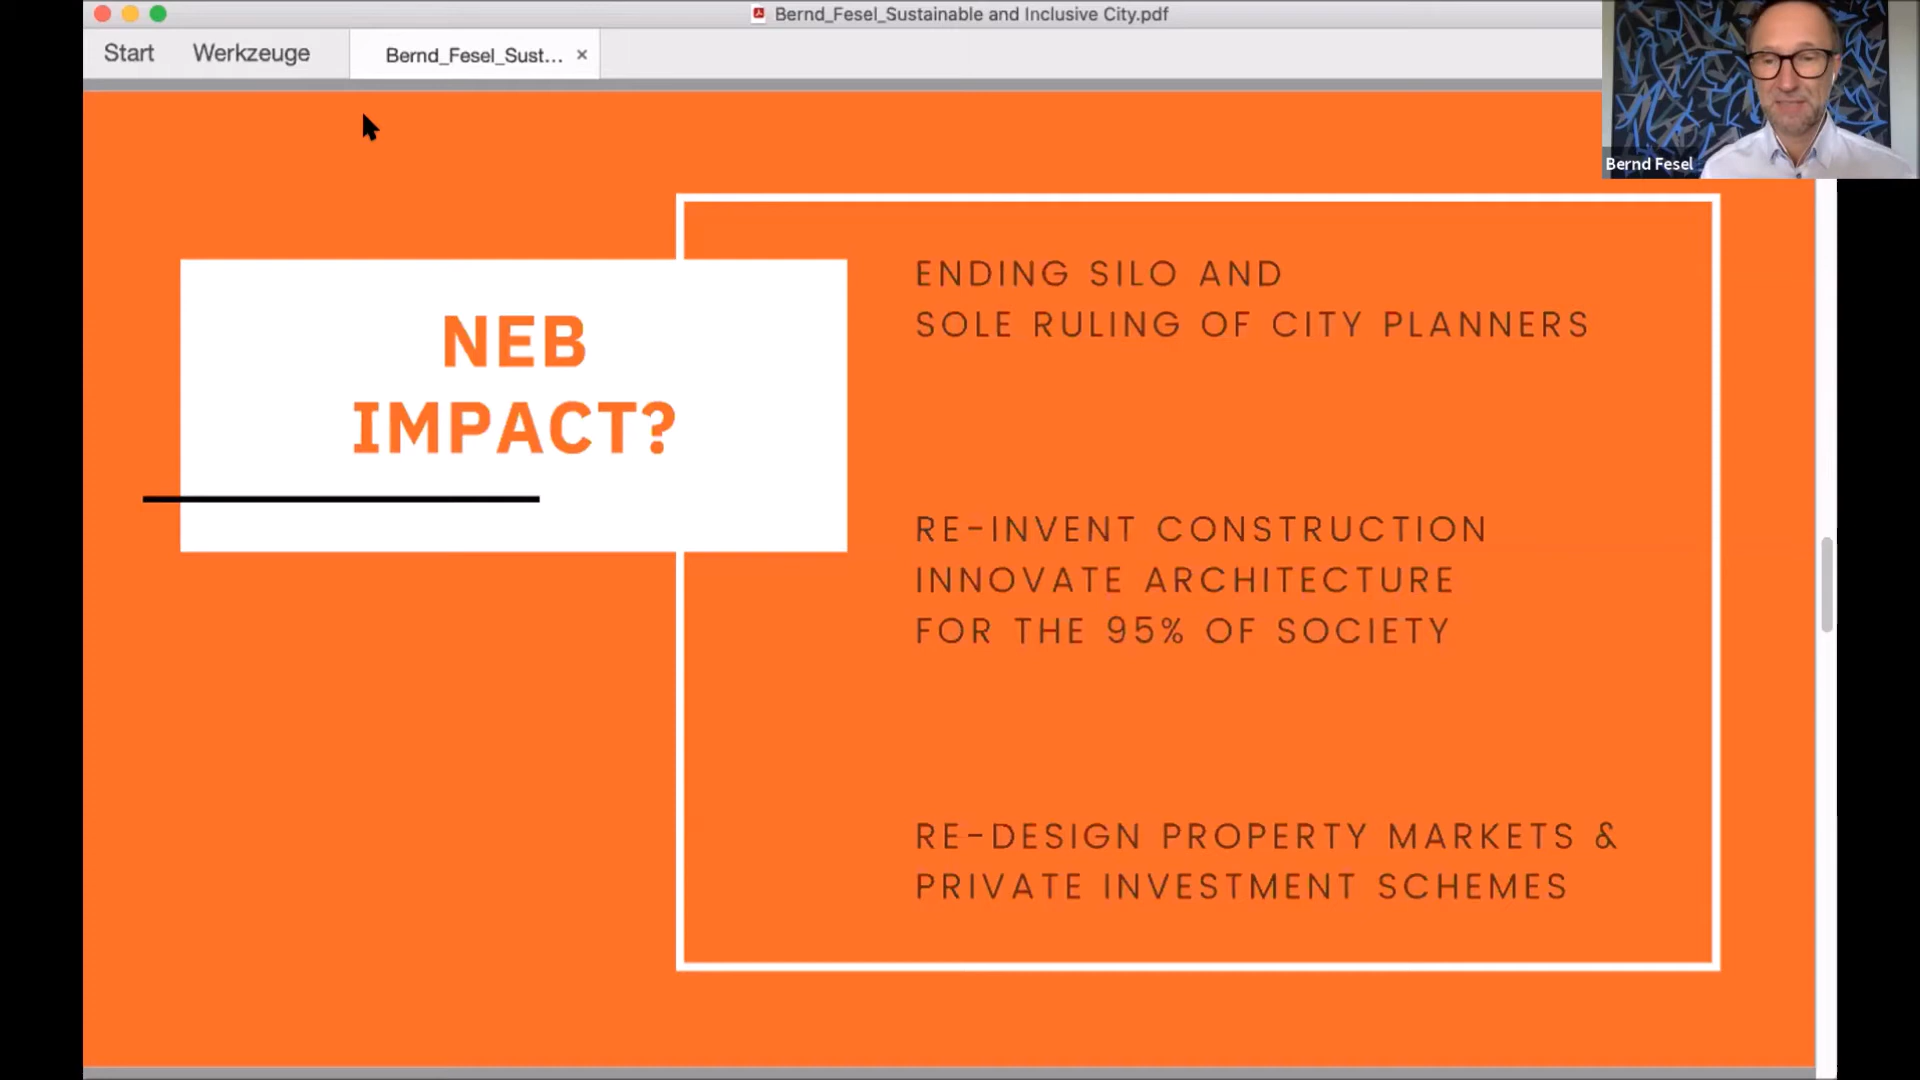 Bernd_Fesel_Sustainable and Inclusive City.pdf
Start Werkzeuge Bernd_Fesel_Sust... ×
Bernd Fesel
NEB
IMPACT?
ENDING SILO AND
SOLE RULING OF CITY PLANNERS
RE-INVENT CONSTRUCTION
INNOVATE ARCHITECTURE
FOR THE 95% OF SOCIETY
RE-DESIGN PROPERTY MARKETS &
PRIVATE INVESTMENT SCHEMES